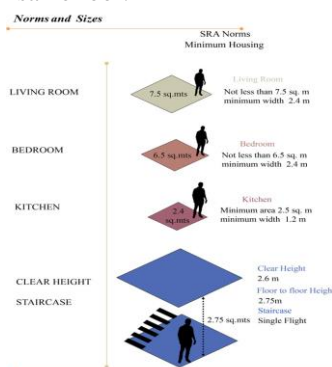 Norms and Sizes
SRA Norms
Minimum Housing
LIVING ROOM
7.5 sq.mts
Living Room
Not less than 7.5 sq. m
minimum width 2.4 m
BEDROOM
6.5 sq.mts
Bedroom
Not less than 6.5 sq. m
minimum width 2.4 m
KITCHEN
2.4
sq.mts
Kitchen
Minimum area 2.5 sq. m
minimum width 1.2 m
CLEAR HEIGHT
STAIRCASE
Clear Height
2.6 m
Floor to floor Heigh
2.75m
Staircase
Single Flight
2.75 sq.mts